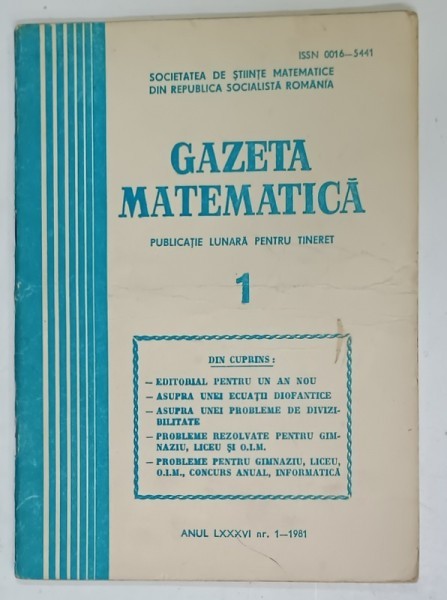 ISSN 0016—5441
SOCIETATEA DE ȘTIINȚE MATEMATICE
DIN REPUBLICA SOCIALISTĂ ROMÂNIA
GAZETA
MATEMATICĂ
PUBLICAȚIE LUNARĂ PENTRU TINERET
1
DIN CUPRINS :
— EDITORIAL PENTRU UN AN NOU
— ASUPRA UNEI ECUAȚII DIOFANTICE
— ASUPRA UNEI PROBLEME DE DIVIZI-
BILITATE
— PROBLEME REZOLVATE PENTRU GIM-
NAZIU, LICEU ȘI O.I.M.
— PROBLEME PENTRU GIMNAZIU, LICEU,
O.I.M., CONCURS ANUAL, INFORMATICĂ
ANUL LXXXVI nr. 1—1981